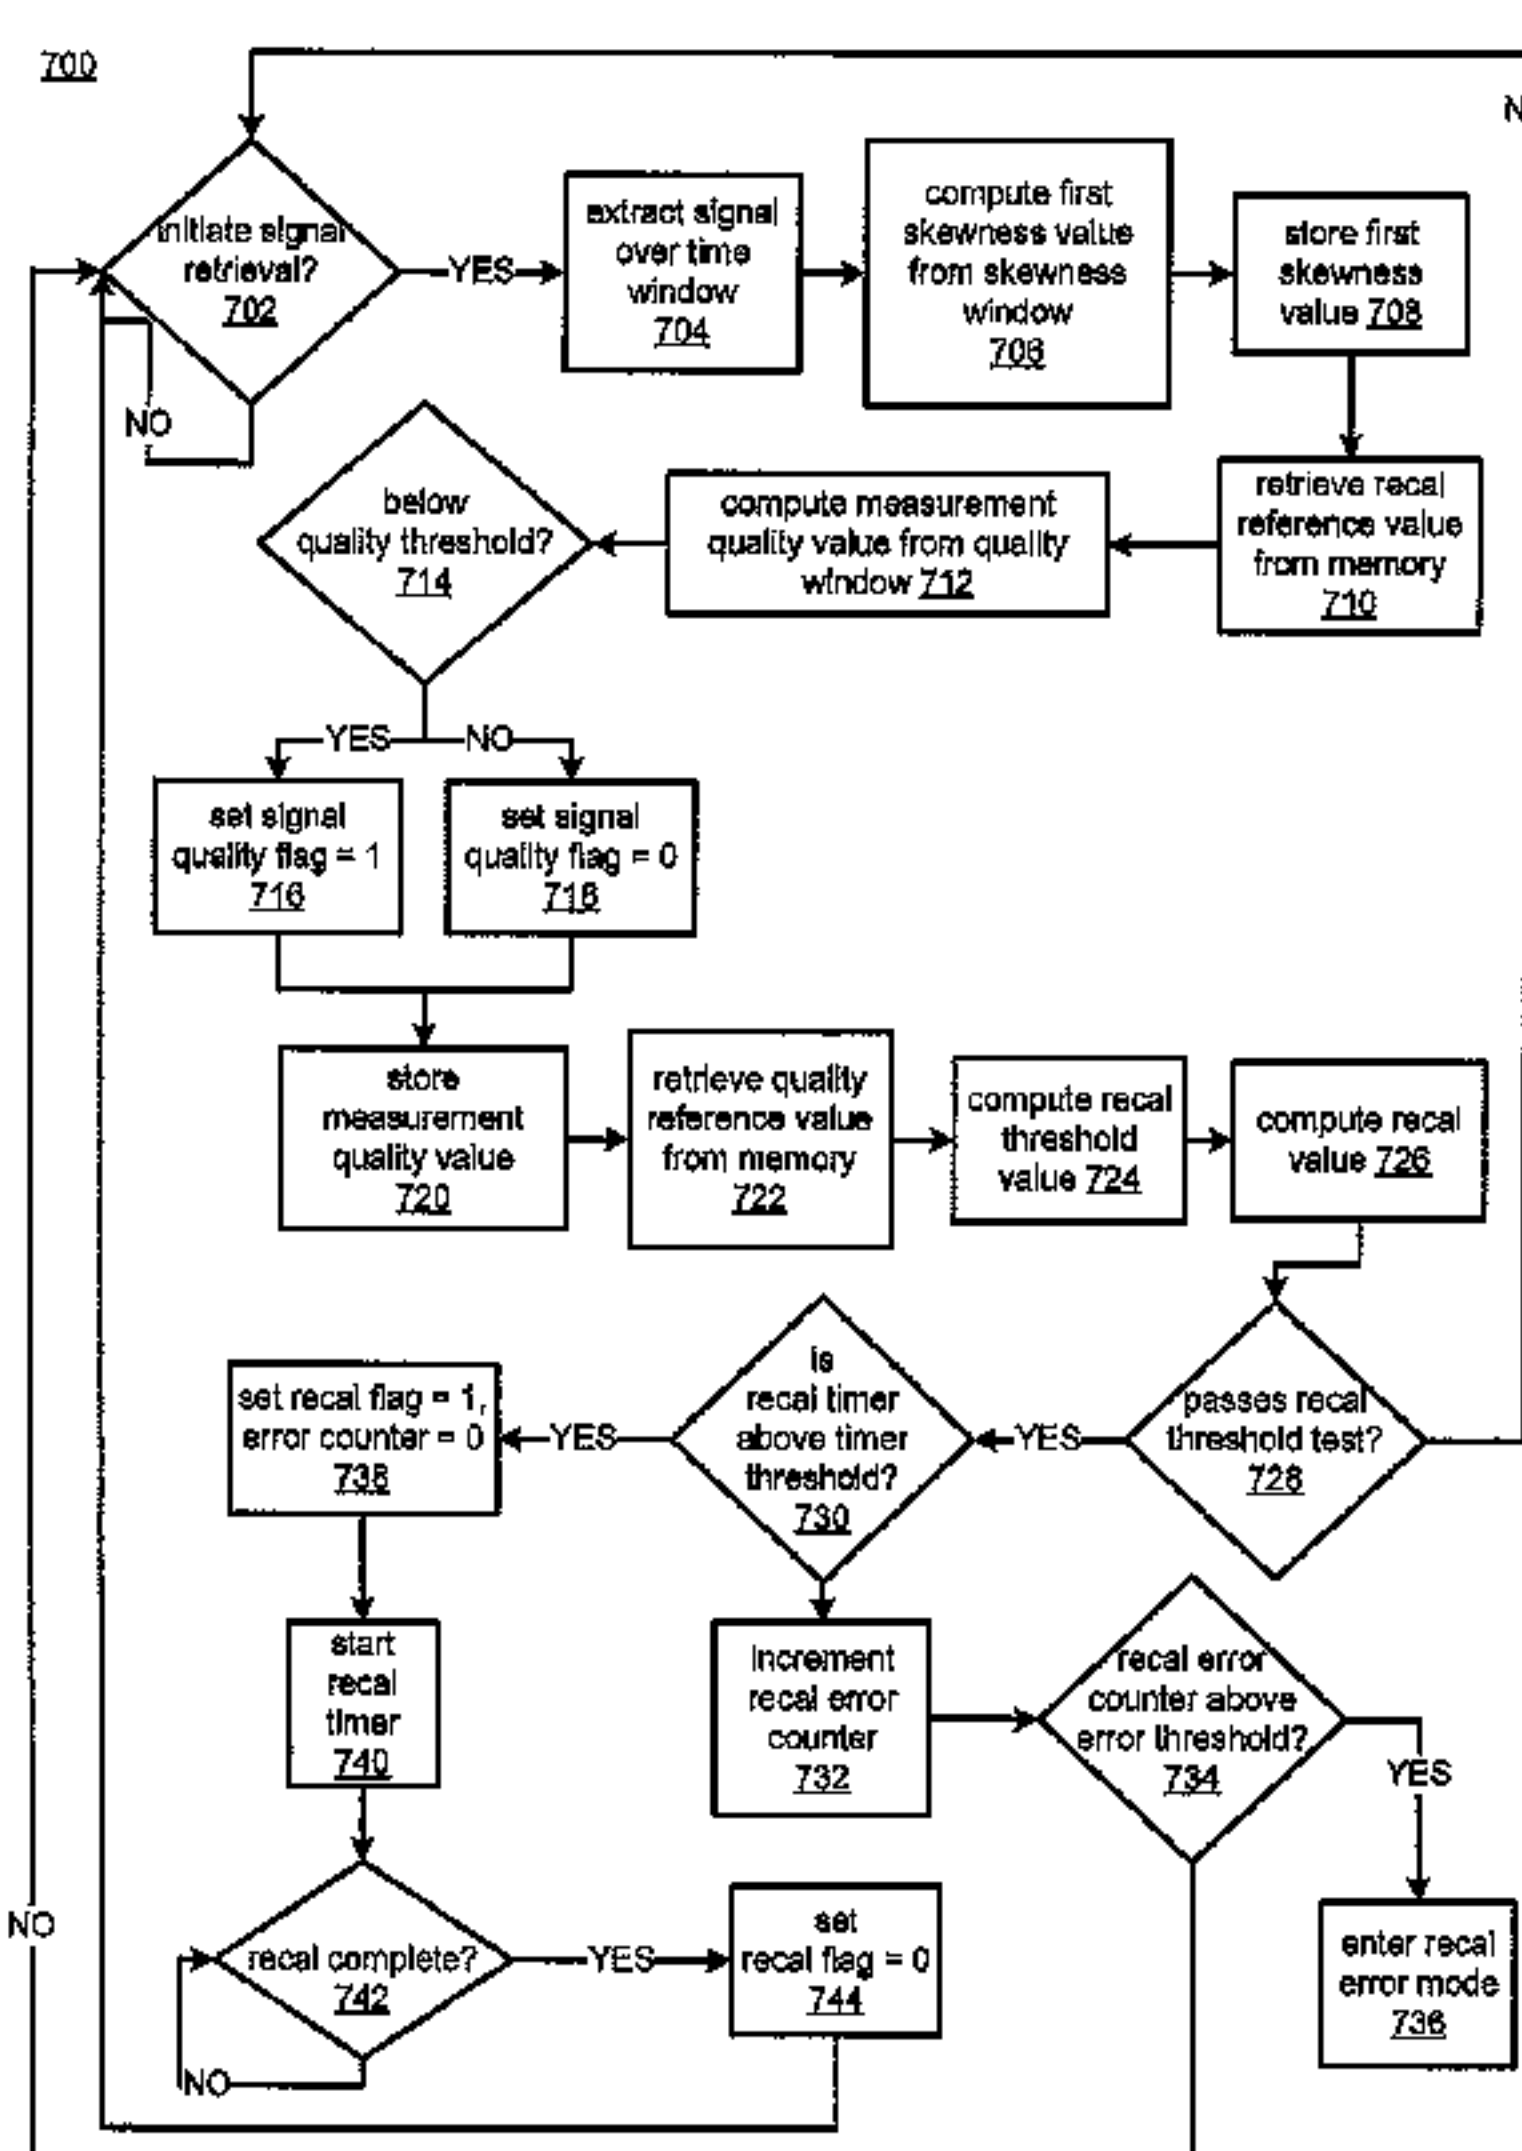 700
N
initiate signal
retrieval?
702
YES
NO
extract signal
over time
window
704
compute first
skewness value
from skewness
window
706
store first
skewness
value 708
retrieve recal
reference value
from memory
710
compute measurement
quality value from quality
window 712
below
quality threshold?
714
YES
NO
set signal
quality flag = 1
716
set signal
quality flag = 0
718
store
measurement
quality value
720
retrieve quality
reference value
from memory
722
compute recal
threshold
value 724
compute recal
value 726
passes recal
threshold test?
728
YES
is
recal timer
above timer
threshold?
730
YES
set recal flag = 1,
error counter = 0
738
start
recal
timer
740
increment
recal error
counter
732
recal error
counter above
error threshold?
734
YES
enter recal
error mode
736
recal complete?
742
YES
NO
set
recal flag = 0
744
NO